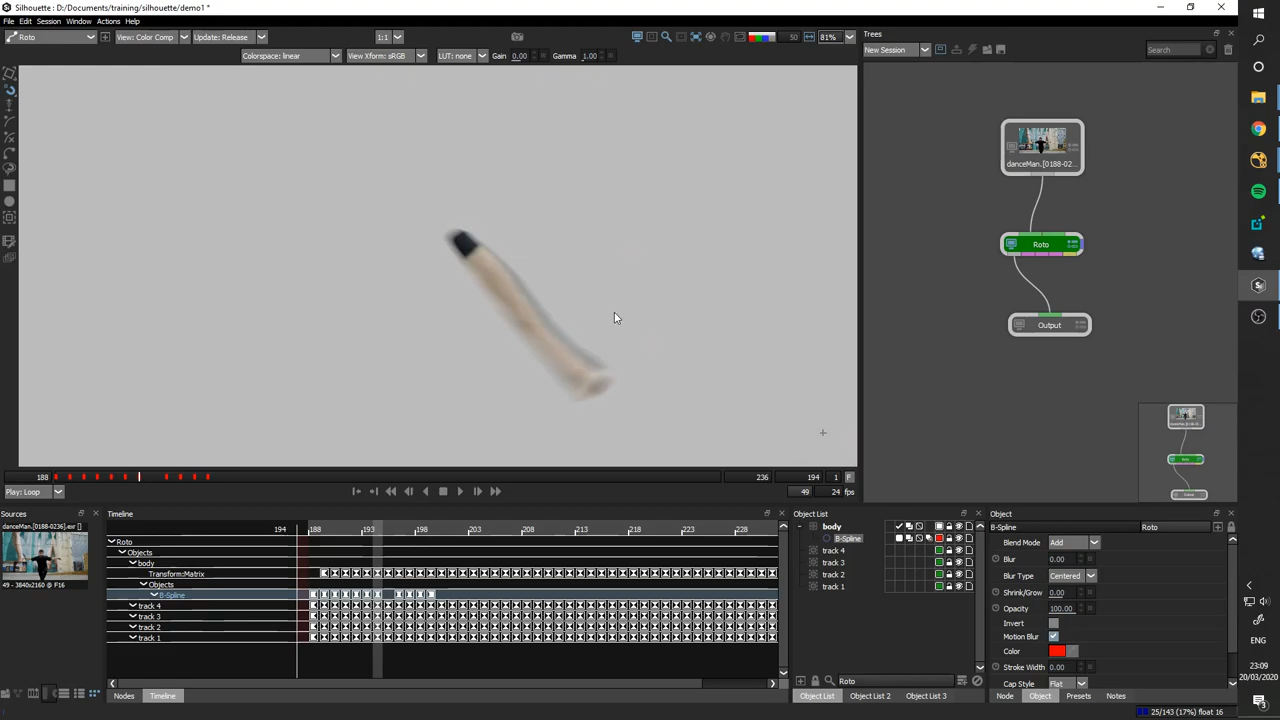 Silhouette : D:/Documents/training/silhouette/demo1 *
File Edit Session Window Actions Help
Roto View: Color Comp Update: Release 1:1 50 81%
Colorspace: linear View Xform: sRGB LUT: none Gain 0.00 Gamma 1.00
Trees
New Session Search
danceMan.[0188-02...
Roto
Output
188 236 194 1 F
Play: Loop 49 24 fps
Sources
danceMan.[0188-0236].exr []
49 - 3840x2160 @ F16
Timeline
194 188 193 198 203 208 213 218 223 228
Roto
Objects
body
Transform:Matrix
Objects
B-Spline
track 4
track 3
track 2
track 1
Nodes Timeline
Object List
body
B-Spline
track 4
track 3
track 2
track 1
Roto
Object List Object List 2 Object List 3
Object
B-Spline Roto
Blend Mode Add
Blur 0.00
Blur Type Centered
Shrink/Grow 0.00
Opacity 100.00
Invert
Motion Blur
Color
Stroke Width 0.00
Cap Style Flat
Node Object Presets Notes
25/143 (17%) float 16
ENG
23:09
20/03/2020
3